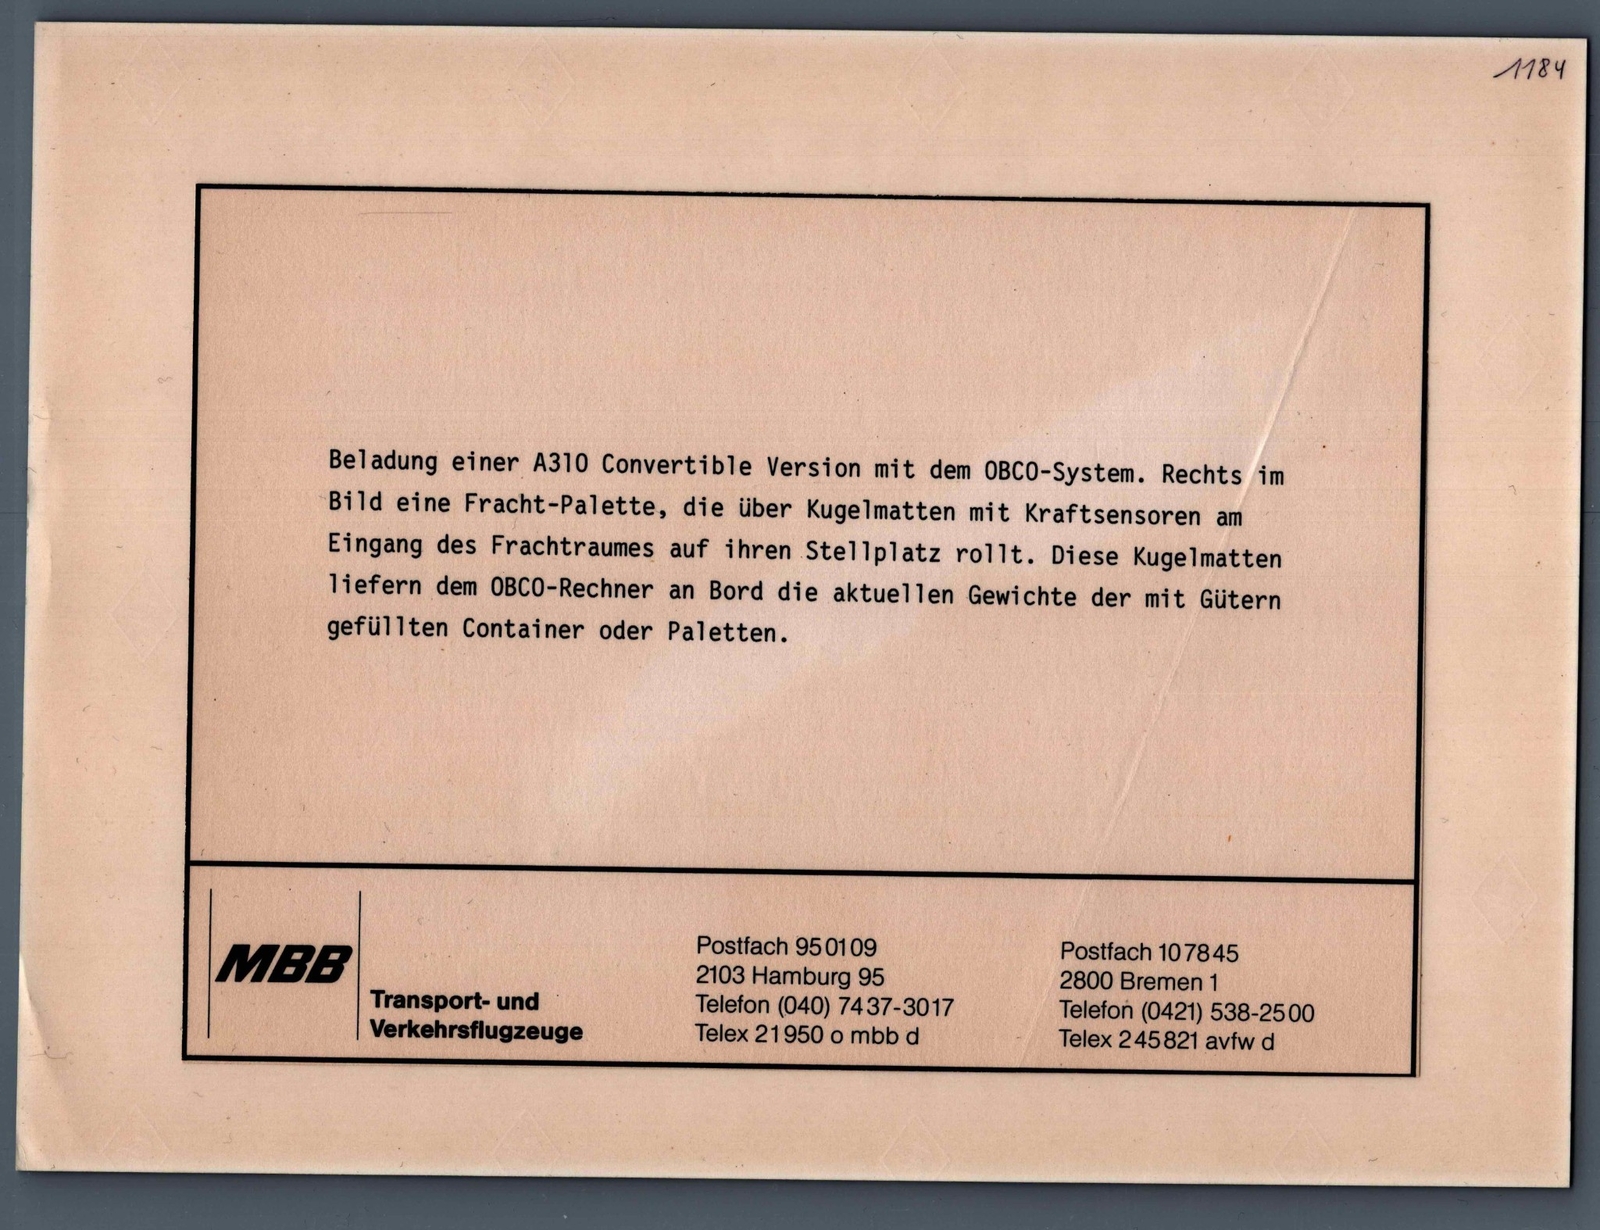 1184
Beladung einer A310 Convertible Version mit dem OBCO-System. Rechts im
Bild eine Fracht-Palette, die über Kugelmatten mit Kraftsensoren am
Eingang des Frachtraumes auf ihren Stellplatz rollt. Diese Kugelmatten
liefern dem OBCO-Rechner an Bord die aktuellen Gewichte der mit Gütern
gefüllten Container oder Paletten.
MBB
Transport- und
Verkehrsflugzeuge
Postfach 950109
2103 Hamburg 95
Telefon (040) 7437-3017
Telex 21950 o mbb d
Postfach 107845
2800 Bremen 1
Telefon (0421) 538-2500
Telex 245821 avfw d